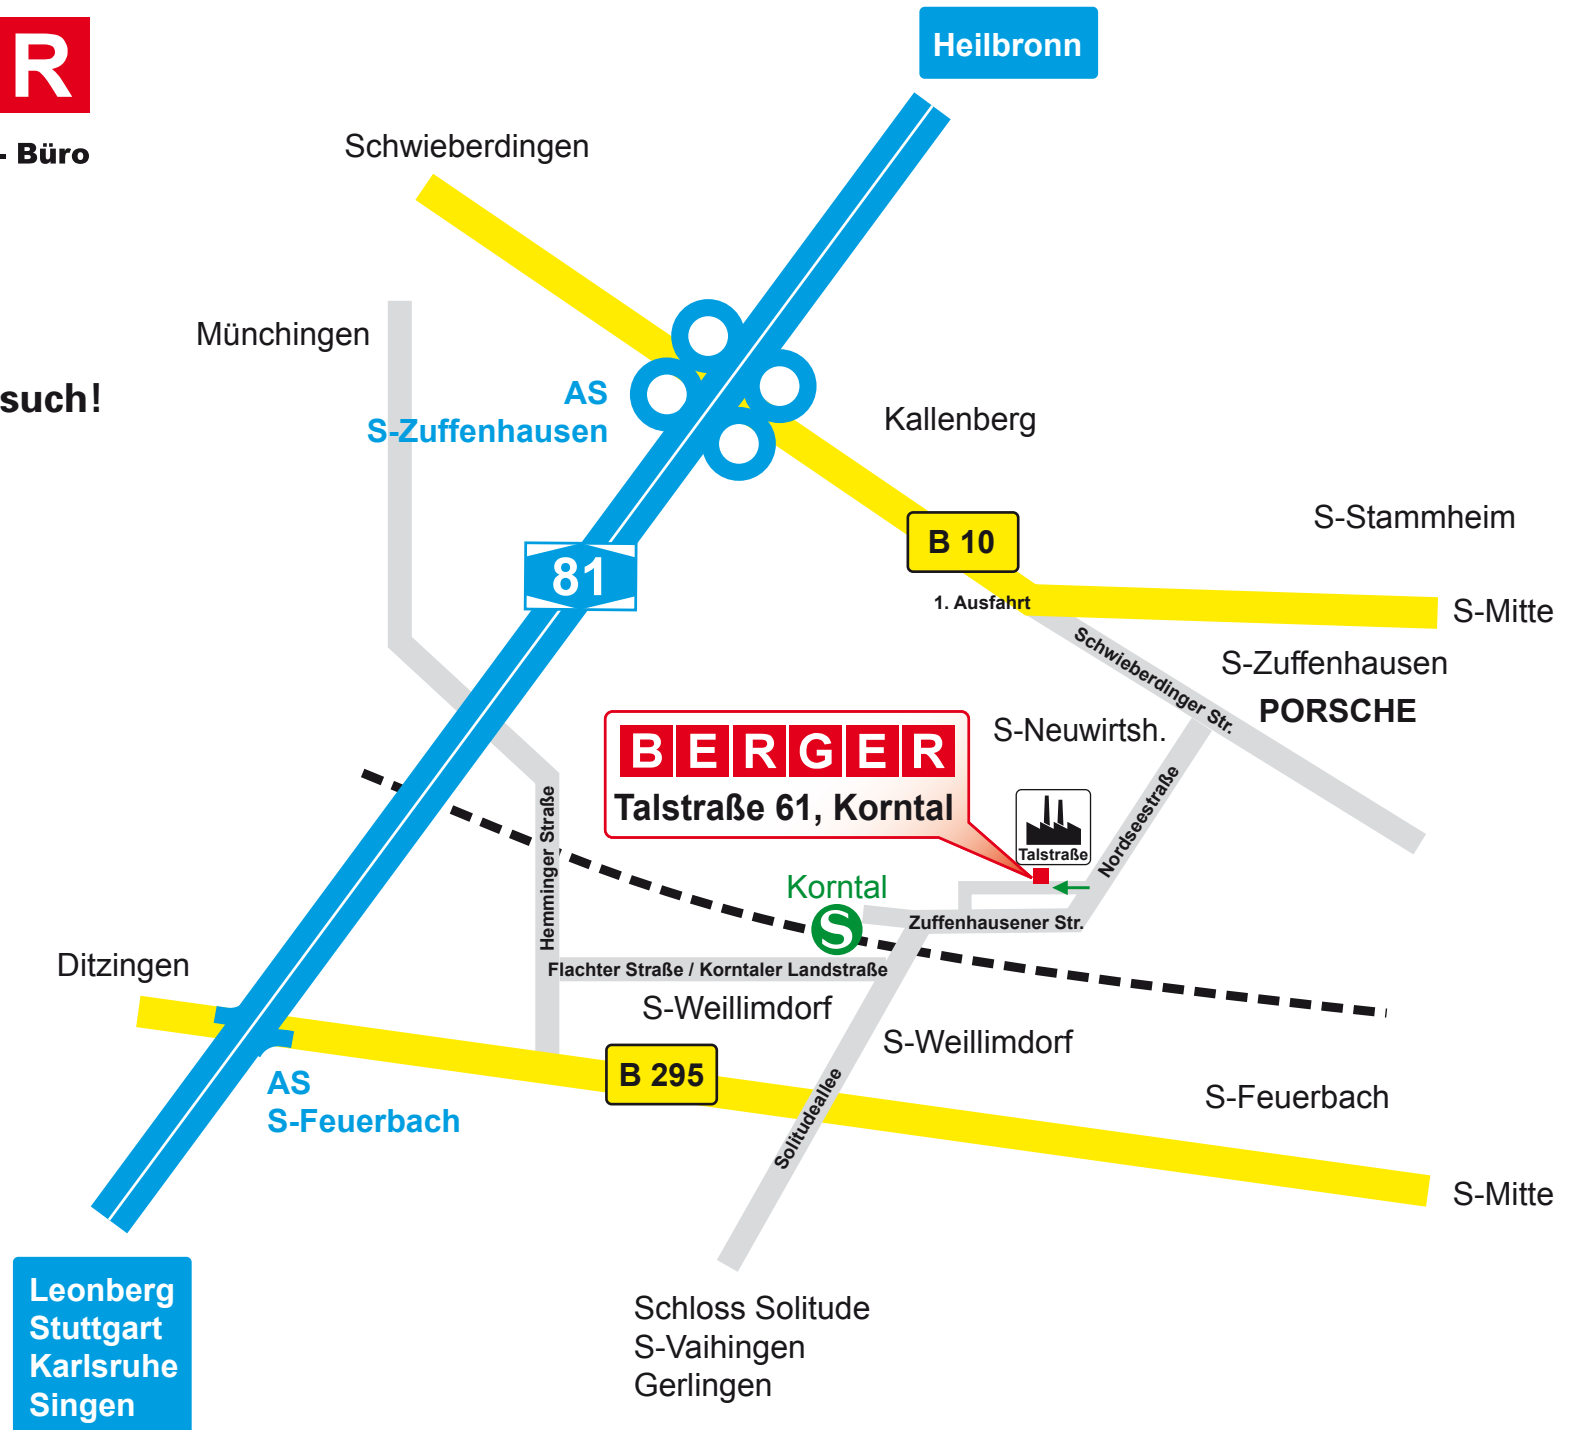 R
- Büro
such!
Heilbronn
Schwieberdingen
Münchingen
AS
S-Zuffenhausen
Kallenberg
B 10
S-Stammheim
81
1. Ausfahrt
S-Mitte
Schwieberdinger Str.
S-Zuffenhausen
PORSCHE
S-Neuwirtsh.
BERGER
Talstraße 61, Korntal
Talstraße
Nordseestraße
Hemminger Straße
Korntal
S
Zuffenhausener Str.
Flachter Straße / Korntaler Landstraße
Ditzingen
S-Weillimdorf
S-Weillimdorf
B 295
AS
S-Feuerbach
Solitudeallee
S-Feuerbach
S-Mitte
Leonberg
Stuttgart
Karlsruhe
Singen
Schloss Solitude
S-Vaihingen
Gerlingen